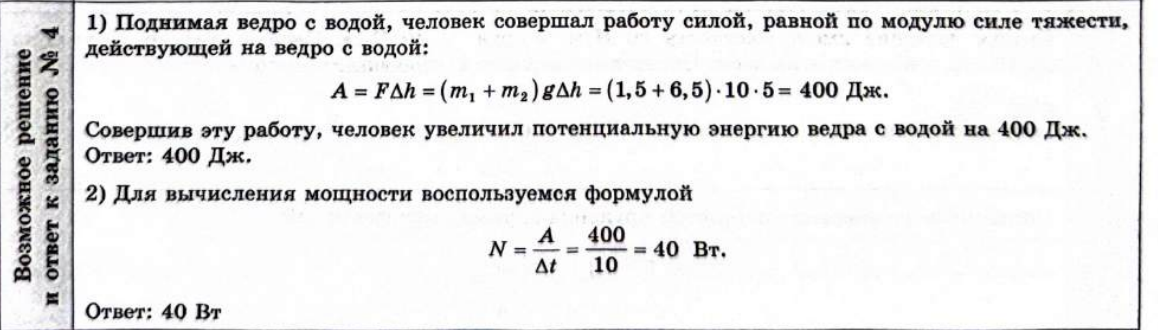 Возможное решение
и ответ к заданию № 4
1) Поднимая ведро с водой, человек совершал работу силой, равной по модулю силе тяжести,
действующей на ведро с водой:
A = FΔh = (m₁ + m₂)gΔh = (1,5 + 6,5) · 10 · 5 = 400 Дж.
Совершив эту работу, человек увеличил потенциальную энергию ведра с водой на 400 Дж.
Ответ: 400 Дж.
2) Для вычисления мощности воспользуемся формулой
N = A/Δt = 400/10 = 40 Вт.
Ответ: 40 Вт